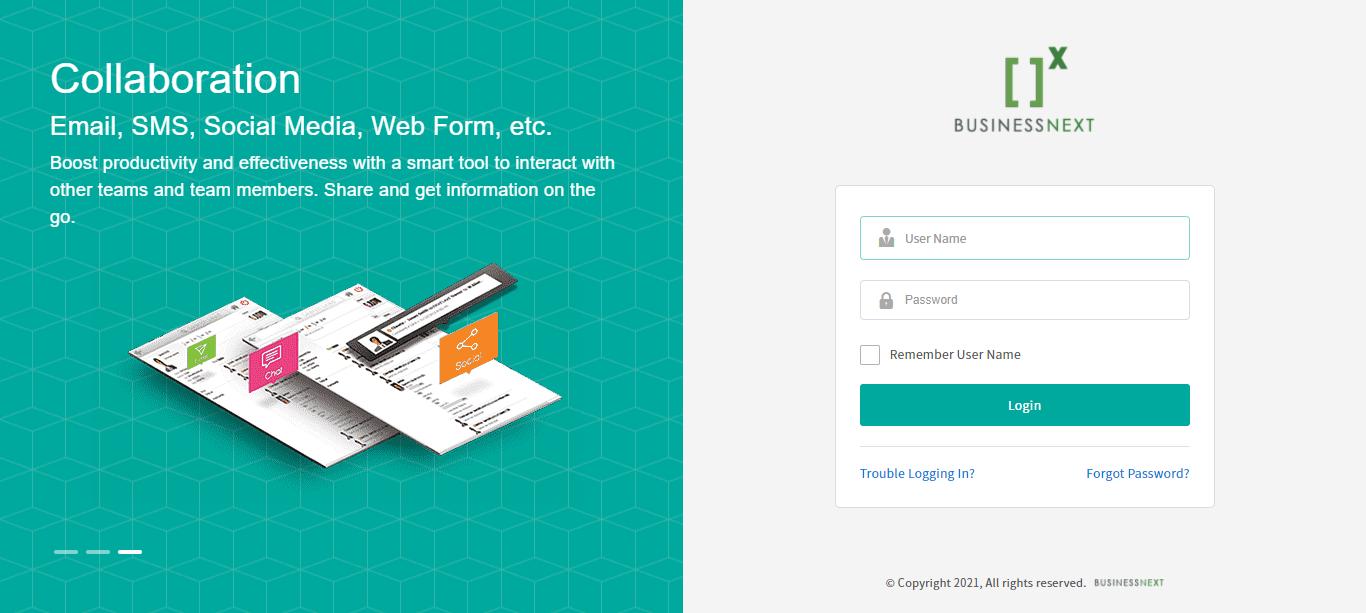 Collaboration
Email, SMS, Social Media, Web Form, etc.
Boost productivity and effectiveness with a smart tool to interact with
other teams and team members. Share and get information on the
go.
Chat
Social
[ ]X
BUSINESSNEXT
User Name
Password
Remember User Name
Login
Trouble Logging In?
Forgot Password?
© Copyright 2021, All rights reserved. BUSINESSNEXT